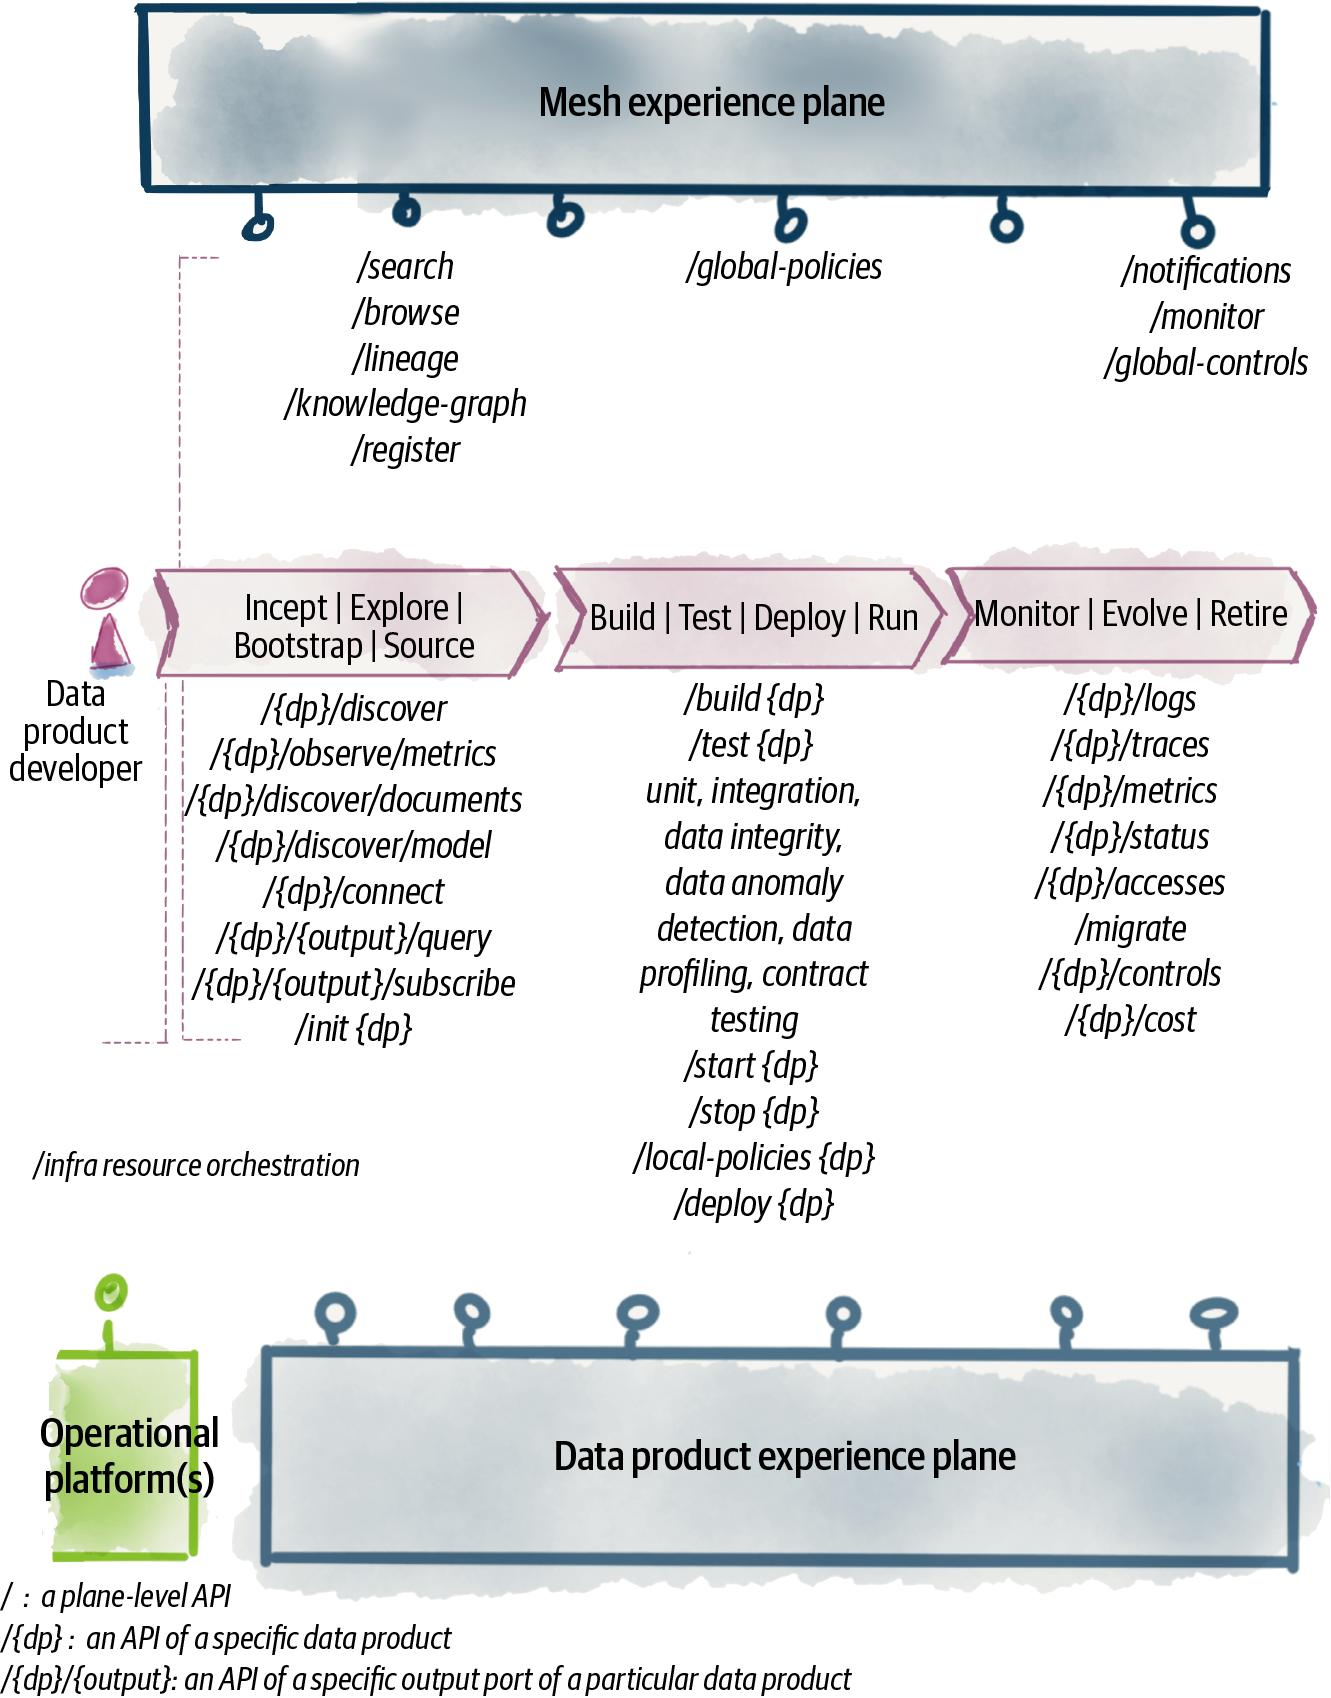 Mesh experience plane
/search
/browse
/lineage
/knowledge-graph
/register
/global-policies
/notifications
/monitor
/global-controls
Data
product
developer
Incept | Explore |
Bootstrap | Source
Build | Test | Deploy | Run
Monitor | Evolve | Retire
/{dp}/discover
/{dp}/observe/metrics
/{dp}/discover/documents
/{dp}/discover/model
/{dp}/connect
/{dp}/{output}/query
/{dp}/{output}/subscribe
/init {dp}
/build {dp}
/test {dp}
unit, integration,
data integrity,
data anomaly
detection, data
profiling, contract
testing
/start {dp}
/stop {dp}
/local-policies {dp}
/deploy {dp}
/{dp}/logs
/{dp}/traces
/{dp}/metrics
/{dp}/status
/{dp}/accesses
/migrate
/{dp}/controls
/{dp}/cost
/infra resource orchestration
Operational
platform(s)
Data product experience plane
/ : a plane-level API
/{dp} : an API of a specific data product
/{dp}/{output}: an API of a specific output port of a particular data product